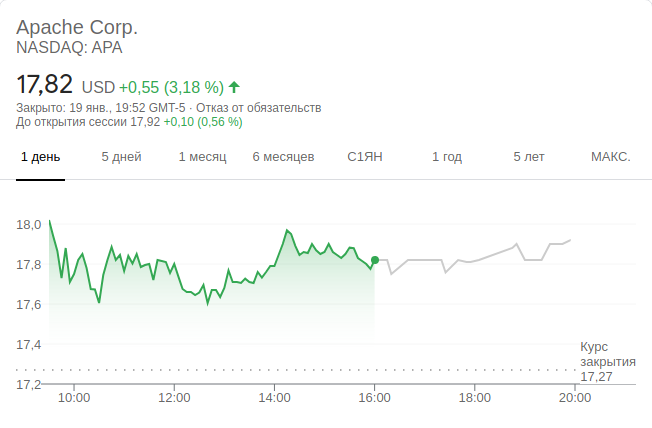 Apache Corp.
NASDAQ: APA
17,82 USD +0,55 (3,18 %)
Закрыто: 19 янв., 19:52 GMT-5 · Отказ от обязательств
До открытия сессии 17,92 +0,10 (0,56 %)
1 день 5 дней 1 месяц 6 месяцев С1ЯН 1 год 5 лет МАКС.
18,0
17,8
17,6
17,4
Курс
закрытия
17,27
17,2
10:00 12:00 14:00 16:00 18:00 20:00